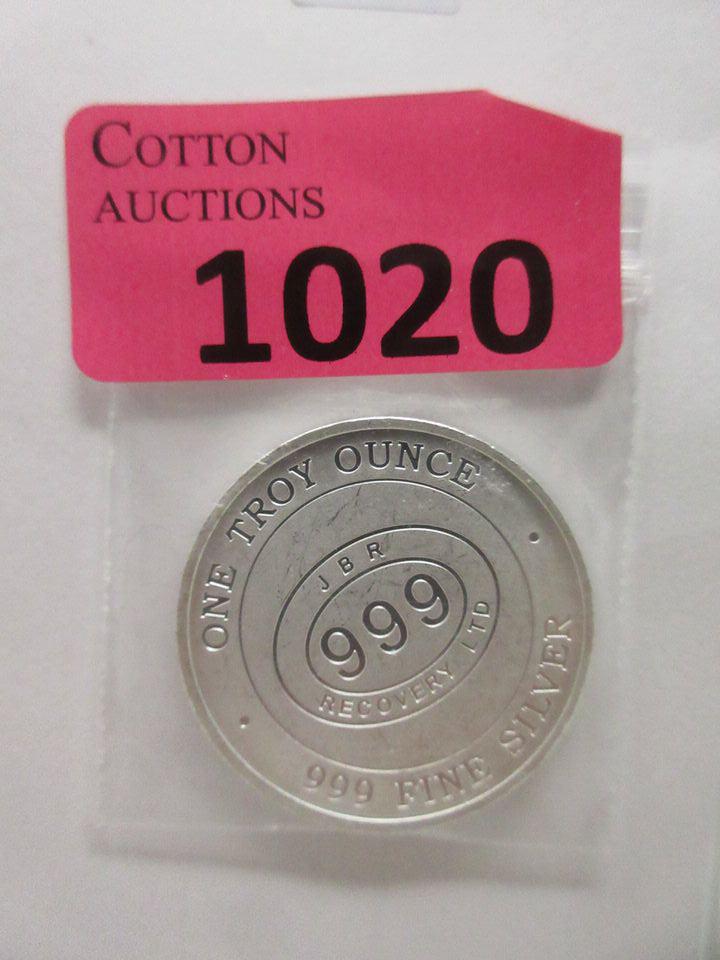 COTTON
AUCTIONS
1020
ONE TROY OUNCE
JBR
999
RECOVERY LTD
999 FINE SILVER